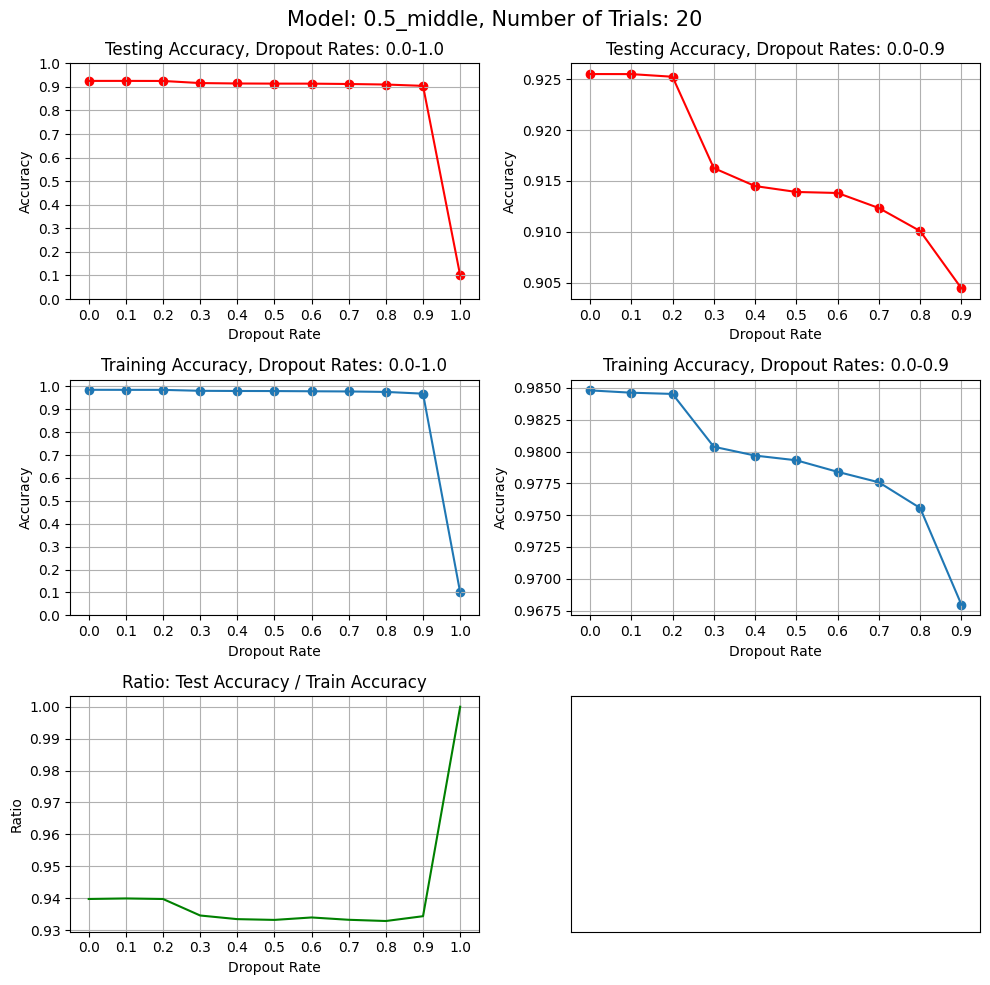 Model: 0.5_middle, Number of Trials: 20
Testing Accuracy, Dropout Rates: 0.0-1.0
1.0
0.9
0.8
0.7
0.6
0.5
0.4
0.3
0.2
0.1
0.0
Accuracy
0.0 0.1 0.2 0.3 0.4 0.5 0.6 0.7 0.8 0.9 1.0
Dropout Rate
Testing Accuracy, Dropout Rates: 0.0-0.9
0.925
0.920
0.915
0.910
0.905
Accuracy
0.0 0.1 0.2 0.3 0.4 0.5 0.6 0.7 0.8 0.9
Dropout Rate
Training Accuracy, Dropout Rates: 0.0-1.0
1.0
0.9
0.8
0.7
0.6
0.5
0.4
0.3
0.2
0.1
0.0
Accuracy
0.0 0.1 0.2 0.3 0.4 0.5 0.6 0.7 0.8 0.9 1.0
Dropout Rate
Training Accuracy, Dropout Rates: 0.0-0.9
0.9850
0.9825
0.9800
0.9775
0.9750
0.9725
0.9700
0.9675
Accuracy
0.0 0.1 0.2 0.3 0.4 0.5 0.6 0.7 0.8 0.9
Dropout Rate
Ratio: Test Accuracy / Train Accuracy
1.00
0.99
0.98
0.97
0.96
0.95
0.94
0.93
Ratio
0.0 0.1 0.2 0.3 0.4 0.5 0.6 0.7 0.8 0.9 1.0
Dropout Rate